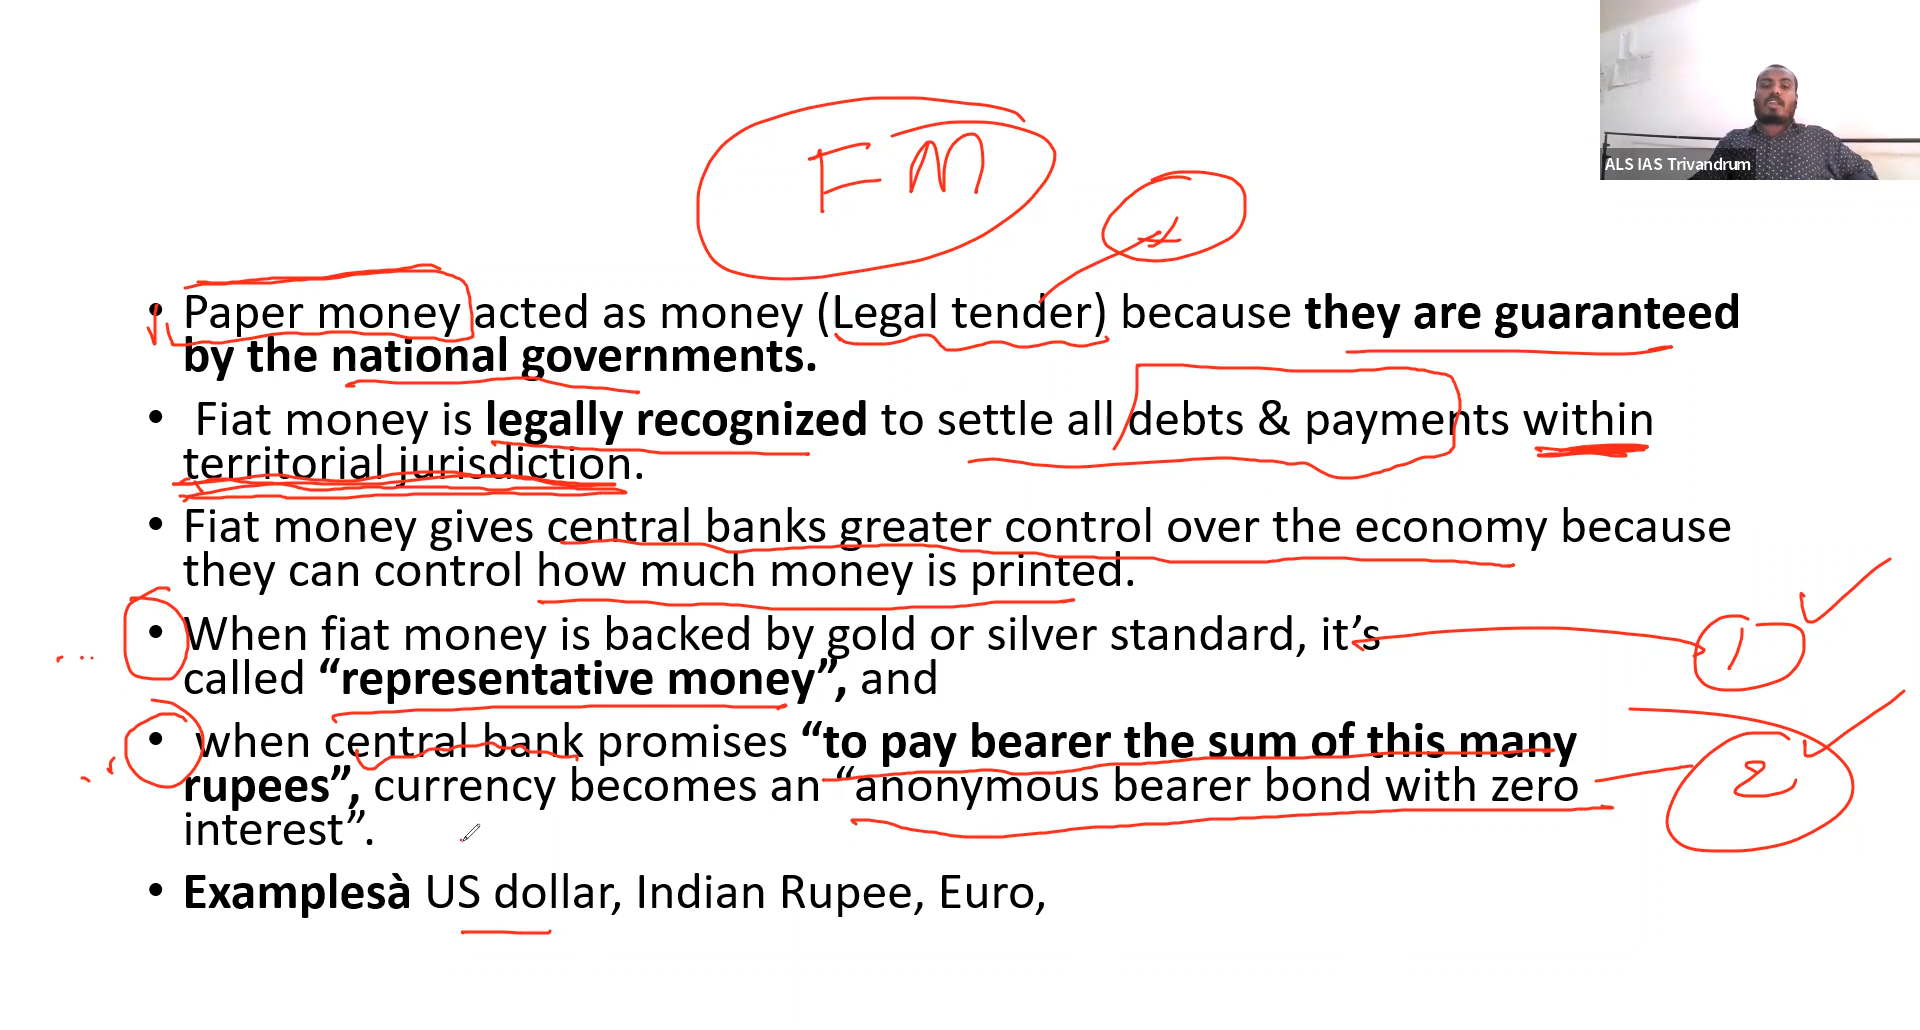 ALS IAS Trivandrum
FM
• Paper money acted as money (Legal tender) because they are guaranteed
by the national governments.
• Fiat money is legally recognized to settle all debts & payments within
territorial jurisdiction.
• Fiat money gives central banks greater control over the economy because
they can control how much money is printed.
• When fiat money is backed by gold or silver standard, it’s
called “representative money”, and
1
• when central bank promises “to pay bearer the sum of this many
rupees”, currency becomes an “anonymous bearer bond with zero
interest”.
2
• Examplesà US dollar, Indian Rupee, Euro,